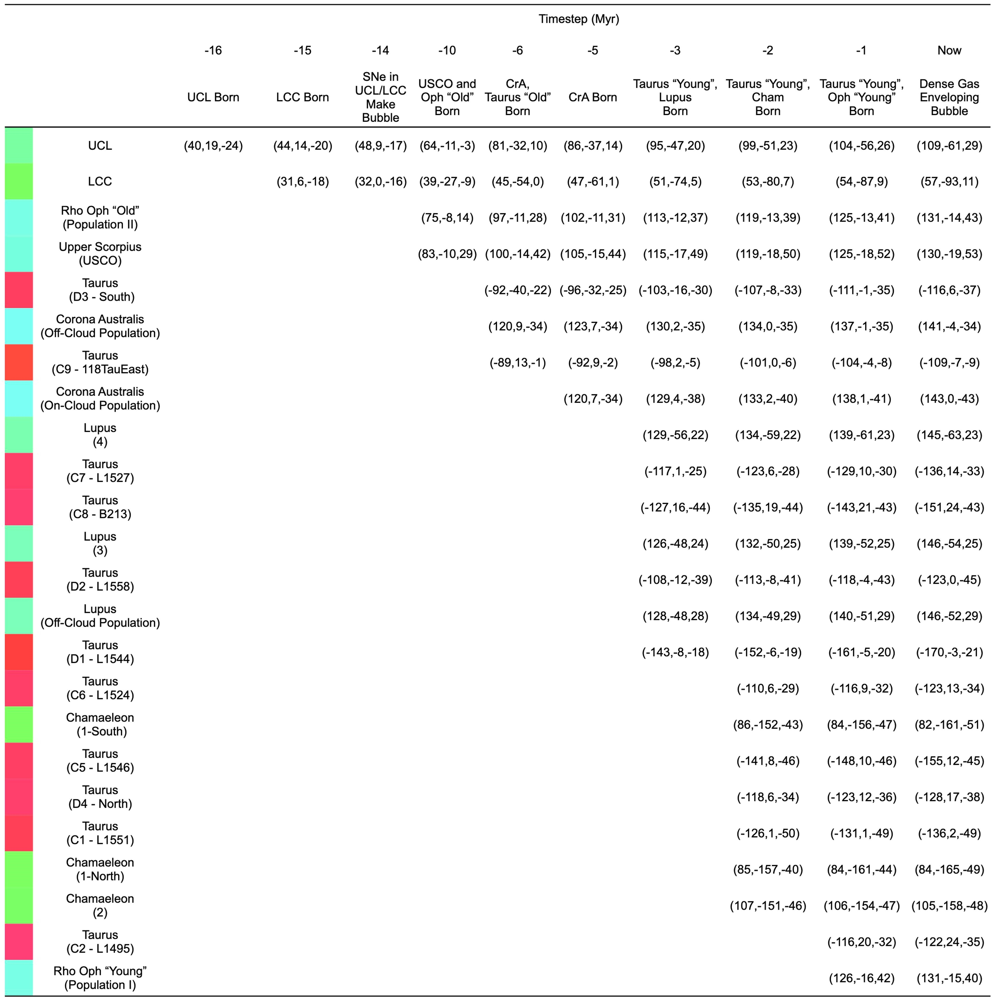 Timestep (Myr)
-16 -15 -14 -10 -6 -5 -3 -2 -1 Now
UCL Born LCC Born SNe in UCL/LCC Make Bubble USCO and Oph “Old” Born CrA, Taurus “Old” Born CrA Born Taurus “Young”, Lupus Born Taurus “Young”, Cham Born Taurus “Young”, Oph “Young” Born Dense Gas Enveloping Bubble
UCL (40,19,-24) (44,14,-20) (48,9,-17) (64,-11,-3) (81,-32,10) (86,-37,14) (95,-47,20) (99,-51,23) (104,-56,26) (109,-61,29)
LCC (31,6,-18) (32,0,-16) (39,-27,-9) (45,-54,0) (47,-61,1) (51,-74,5) (53,-80,7) (54,-87,9) (57,-93,11)
Rho Oph “Old” (Population II) (75,-8,14) (97,-11,28) (102,-11,31) (113,-12,37) (119,-13,39) (125,-13,41) (131,-14,43)
Upper Scorpius (USCO) (83,-10,29) (100,-14,42) (105,-15,44) (115,-17,49) (119,-18,50) (125,-18,52) (130,-19,53)
Taurus (D3 - South) (-92,-40,-22) (-96,-32,-25) (-103,-16,-30) (-107,-8,-33) (-111,-1,-35) (-116,6,-37)
Corona Australis (Off-Cloud Population) (120,9,-34) (123,7,-34) (130,2,-35) (134,0,-35) (137,-1,-35) (141,-4,-34)
Taurus (C9 - 118TauEast) (-89,13,-1) (-92,9,-2) (-98,2,-5) (-101,0,-6) (-104,-4,-8) (-109,-7,-9)
Corona Australis (On-Cloud Population) (120,7,-34) (129,4,-38) (133,2,-40) (138,1,-41) (143,0,-43)
Lupus (4) (129,-56,22) (134,-59,22) (139,-61,23) (145,-63,23)
Taurus (C7 - L1527) (-117,1,-25) (-123,6,-28) (-129,10,-30) (-136,14,-33)
Taurus (C8 - B213) (-127,16,-44) (-135,19,-44) (-143,21,-43) (-151,24,-43)
Lupus (3) (126,-48,24) (132,-50,25) (139,-52,25) (146,-54,25)
Taurus (D2 - L1558) (-108,-12,-39) (-113,-8,-41) (-118,-4,-43) (-123,0,-45)
Lupus (Off-Cloud Population) (128,-48,28) (134,-49,29) (140,-51,29) (146,-52,29)
Taurus (D1 - L1544) (-143,-8,-18) (-152,-6,-19) (-161,-5,-20) (-170,-3,-21)
Taurus (C6 - L1524) (-110,6,-29) (-116,9,-32) (-123,13,-34)
Chamaeleon (1-South) (86,-152,-43) (84,-156,-47) (82,-161,-51)
Taurus (C5 - L1546) (-141,8,-46) (-148,10,-46) (-155,12,-45)
Taurus (D4 - North) (-118,6,-34) (-123,12,-36) (-128,17,-38)
Taurus (C1 - L1551) (-126,1,-50) (-131,1,-49) (-136,2,-49)
Chamaeleon (1-North) (85,-157,-40) (84,-161,-44) (84,-165,-49)
Chamaeleon (2) (107,-151,-46) (106,-154,-47) (105,-158,-48)
Taurus (C2 - L1495) (-116,20,-32) (-122,24,-35)
Rho Oph “Young” (Population I) (126,-16,42) (131,-15,40)